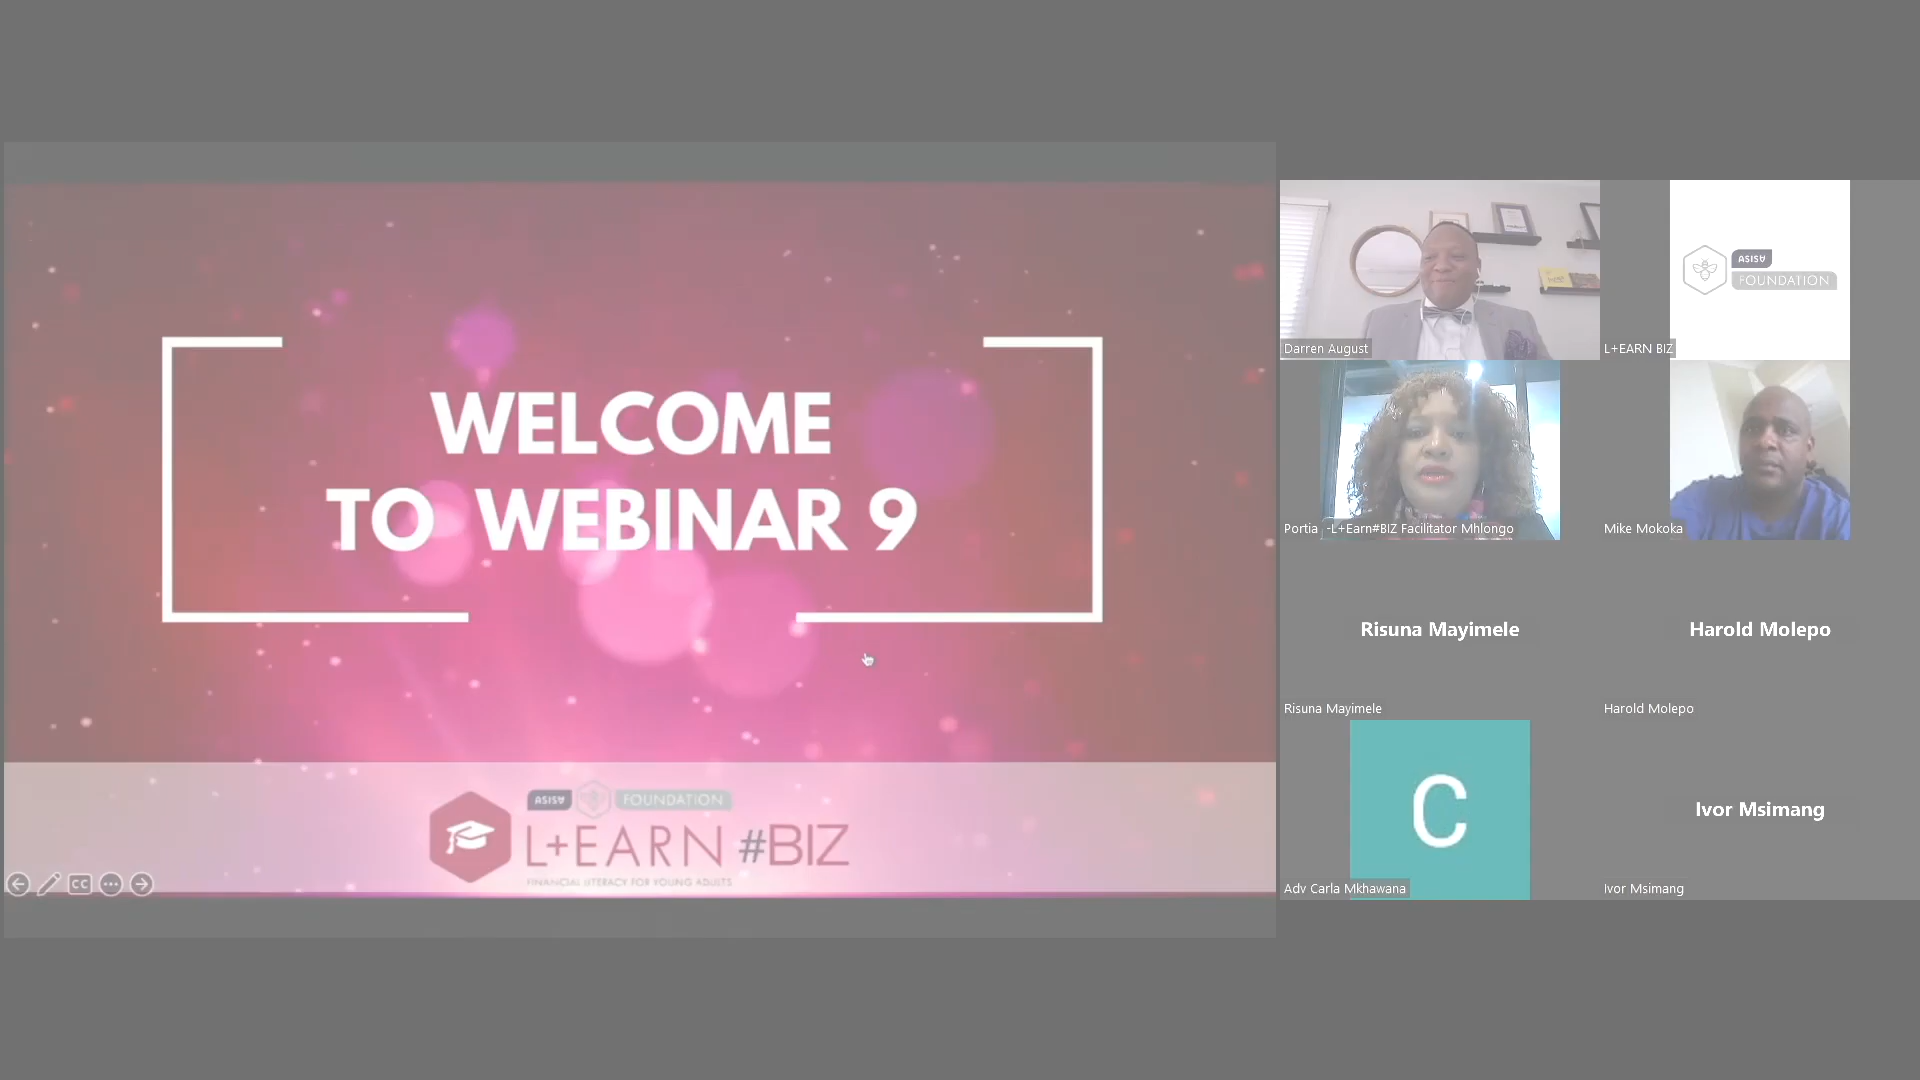 WELCOME
TO WEBINAR 9
ASISA
FOUNDATION
L+EARN #BIZ
FINANCIAL LITERACY FOR YOUNG ADULTS
CC
Darren August
ASISA
FOUNDATION
L+EARN BIZ
Portia -L+Earn#BIZ Facilitator Mhlongo
Mike Mokoka
Risuna Mayimele
Risuna Mayimele
Harold Molepo
Harold Molepo
C
Adv Carla Mkhawana
Ivor Msimang
Ivor Msimang